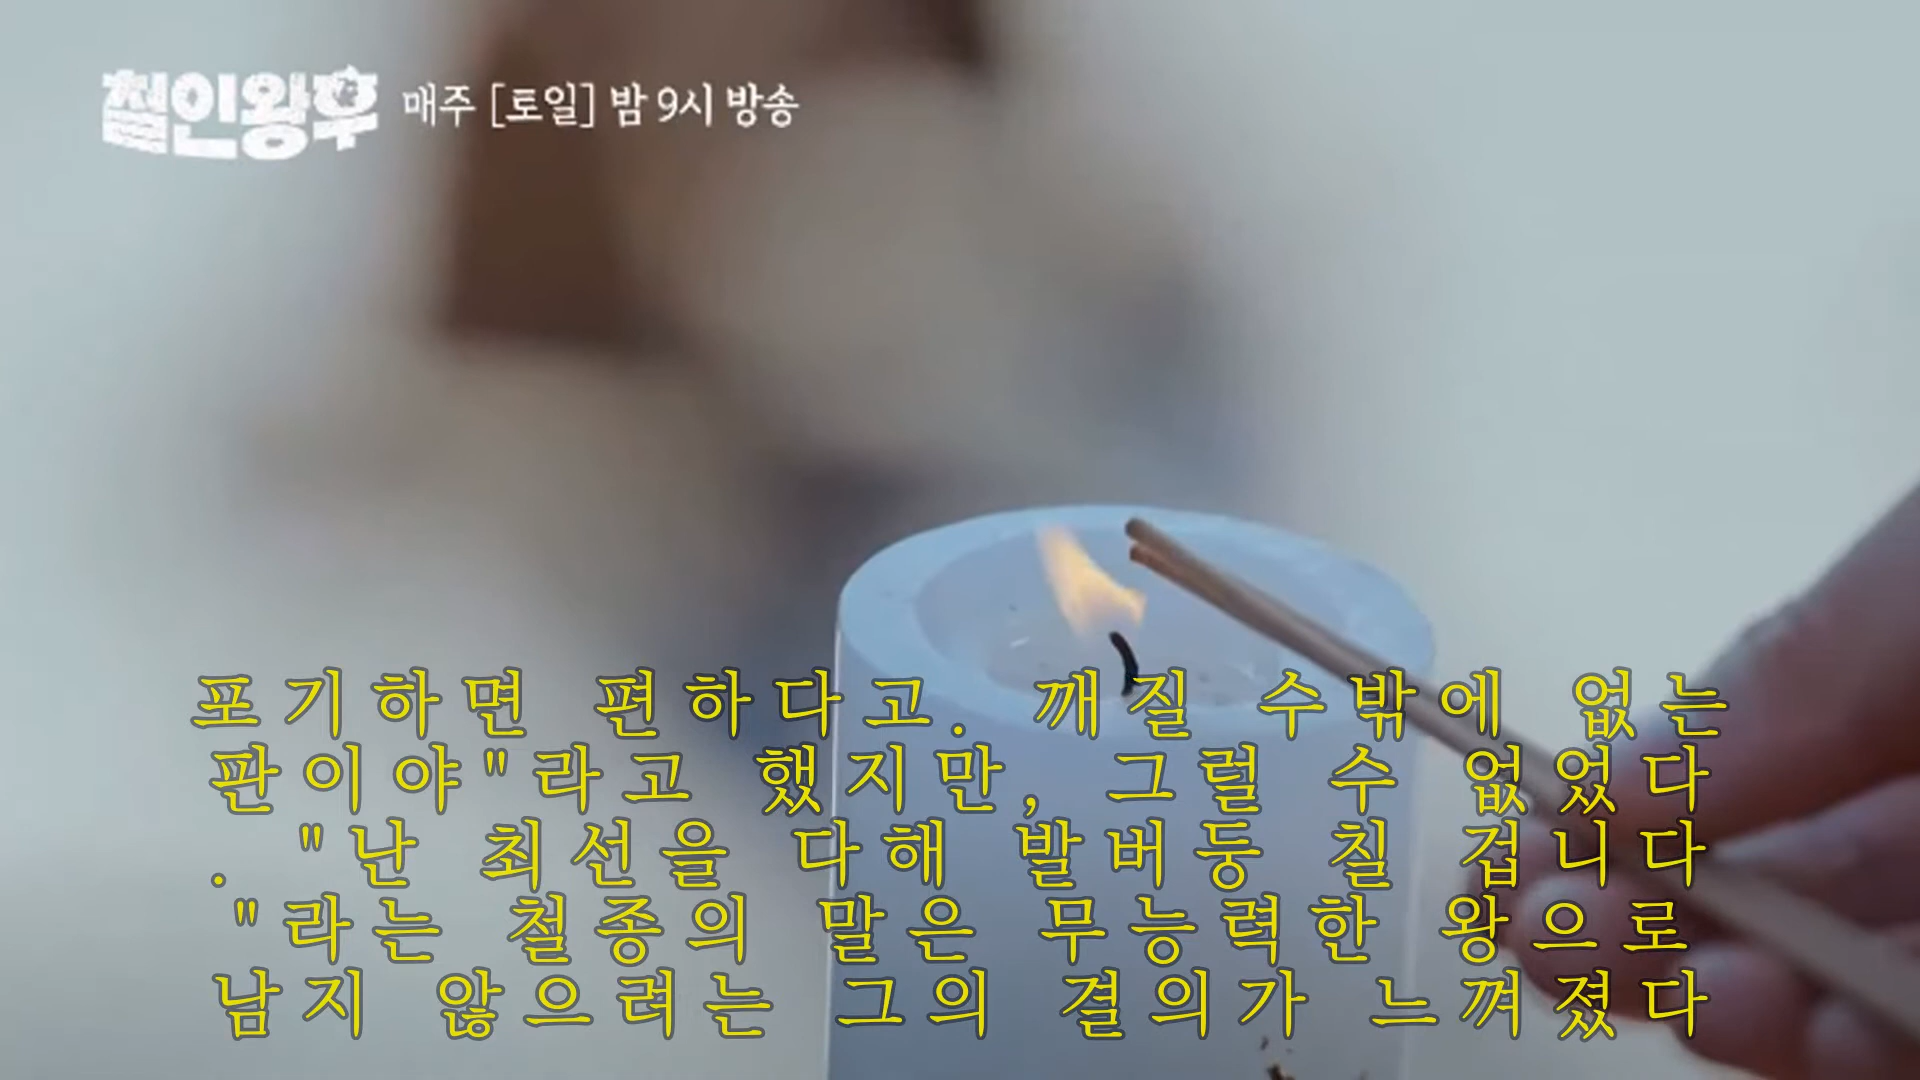 철인왕후 매주 [토일] 밤 9시 방송
포기하면 편하다고. 깨질 수밖에 없는
판이야"라고 했지만, 그럴 수 없었다
. "난 최선을 다해 발버둥 칠 겁니다
"라는 철종의 말은 무능력한 왕으로
남지 않으려는 그의 결의가 느껴졌다